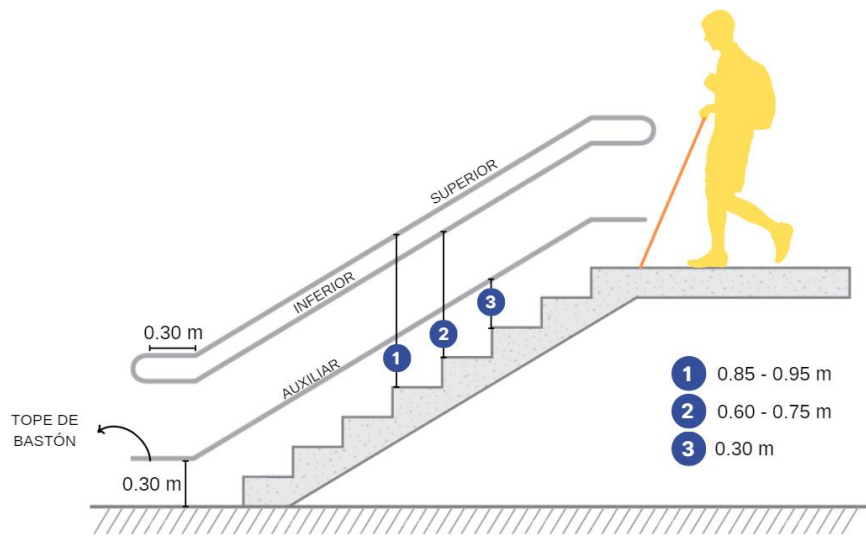 SUPERIOR
INFERIOR
0.30 m
AUXILIAR
1
2
3
TOPE DE
BASTÓN
0.30 m
1 0.85 - 0.95 m
2 0.60 - 0.75 m
3 0.30 m